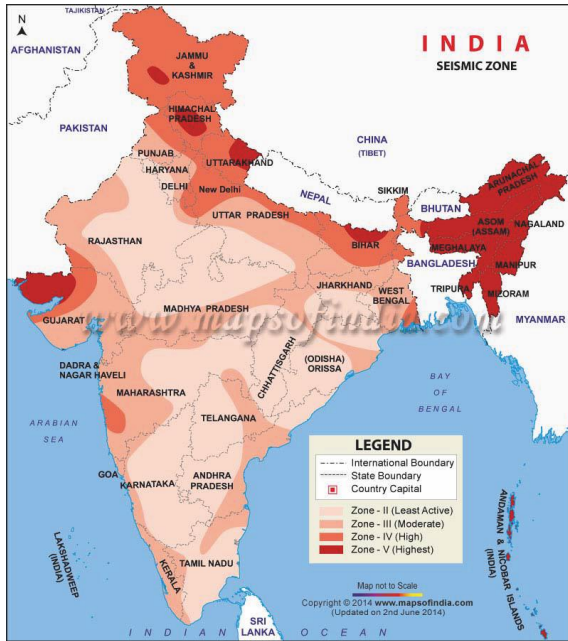 N
TAJIKISTAN
AFGHANISTAN
INDIA
SEISMIC ZONE
JAMMU
&
KASHMIR
HIMACHAL
PRADESH
PAKISTAN
CHINA
(TIBET)
PUNJAB
HARYANA
UTTARAKHAND
DELHI
New Delhi
NEPAL
SIKKIM
ARUNACHAL
PRADESH
BHUTAN
UTTAR PRADESH
ASOM
(ASSAM)
NAGALAND
RAJASTHAN
BIHAR
MEGHALAYA
BANGLADESH
MANIPUR
JHARKHAND
WEST
BENGAL
TRIPURA
MIZORAM
MADHYA PRADESH
GUJARAT
www.mapsofindia.com
MYANMAR
CHHATTISGARH
(ODISHA)
ORISSA
DADRA &
NAGAR HAVELI
MAHARASHTRA
BAY
OF
BENGAL
ARABIAN
SEA
TELANGANA
GOA
KARNATAKA
ANDHRA
PRADESH
LEGEND
International Boundary
State Boundary
Country Capital
Zone - II (Least Active)
Zone - III (Moderate)
Zone - IV (High)
Zone - V (Highest)
LAKSHADWEEP
(INDIA)
KERALA
TAMIL NADU
ANDAMAN & NICOBAR ISLANDS
(INDIA)
Map not to Scale
Copyright © 2014 www.mapsofindia.com
(Updated on 2nd June 2014)
SRI
LANKA
INDIAN OCEAN